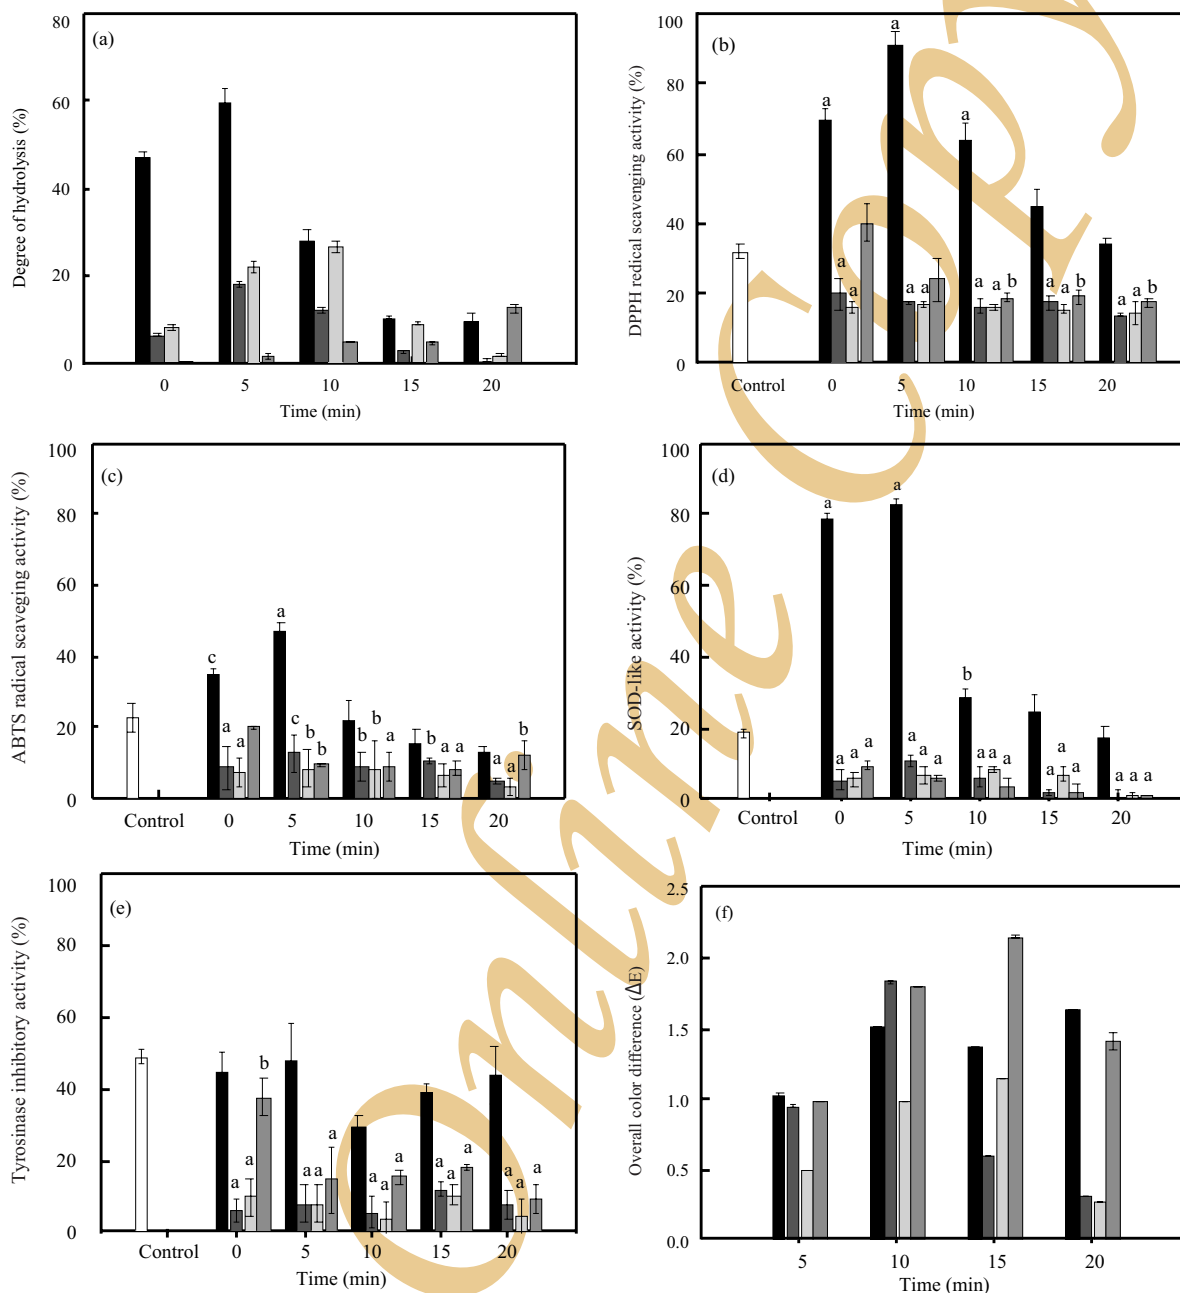 (a)
Degree of hydrolysis (%)
80
60
40
20
0
0 5 10 15 20
Time (min)
(b)
DPPH redical scavenging activity (%)
100
80
60
40
20
0
a a a
a a a a a a b a a b a a b
Control 0 5 10 15 20
Time (min)
(c)
ABTS radical scaveging activity (%)
100
80
60
40
20
0
c a
a a c b b a b a b a a a a b
Control 0 5 10 15 20
Time (min)
(d)
SOD-like activity (%)
100
80
60
40
20
0
a a b
a a a a a a a a a a a a a a a
Control 0 5 10 15 20
Time (min)
(e)
Tyrosinase inhibitory activity (%)
100
80
60
40
20
0
a a b a a a a a a a a a a a a
Control 0 5 10 15 20
Time (min)
(f)
Overall color difference (ΔE)
2.5
2.0
1.5
1.0
0.5
0.0
5 10 15 20
Time (min)
Online Copy